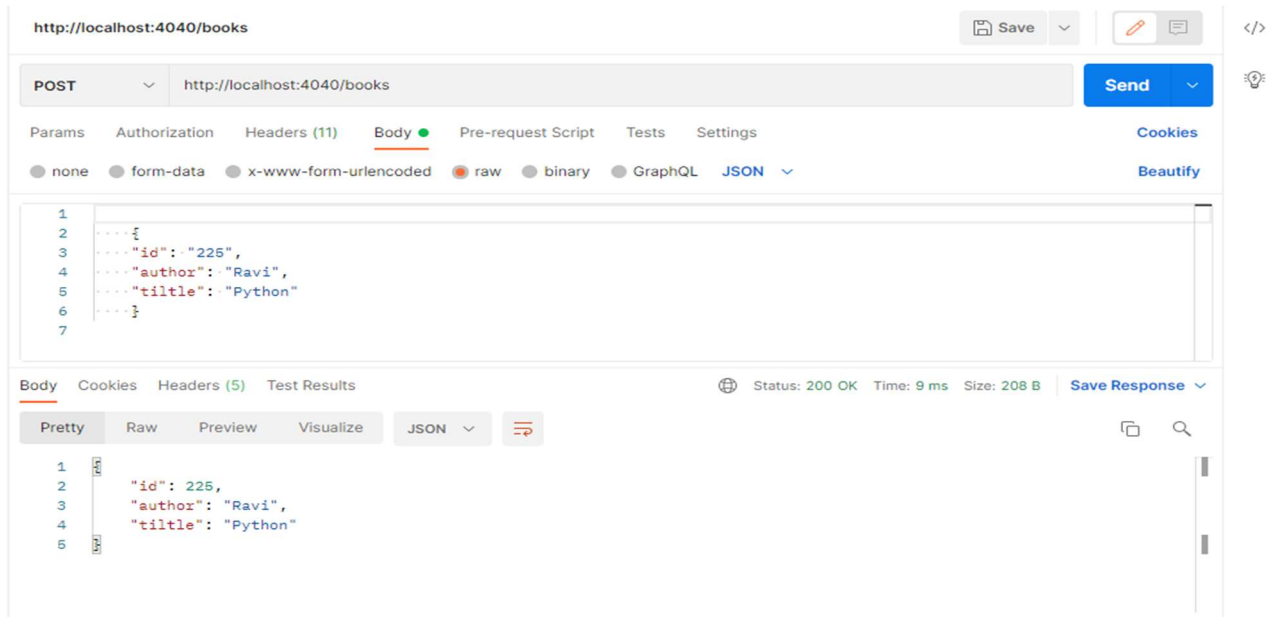 http://localhost:4040/books Save
POST http://localhost:4040/books Send
Params Authorization Headers (11) Body Pre-request Script Tests Settings Cookies
none form-data x-www-form-urlencoded raw binary GraphQL JSON Beautify
1
2 {
3 "id": "225",
4 "author": "Ravi",
5 "tiltle": "Python"
6 }
7
Body Cookies Headers (5) Test Results Status: 200 OK Time: 9 ms Size: 208 B Save Response
Pretty Raw Preview Visualize JSON
1 {
2 "id": 225,
3 "author": "Ravi",
4 "tiltle": "Python"
5 }